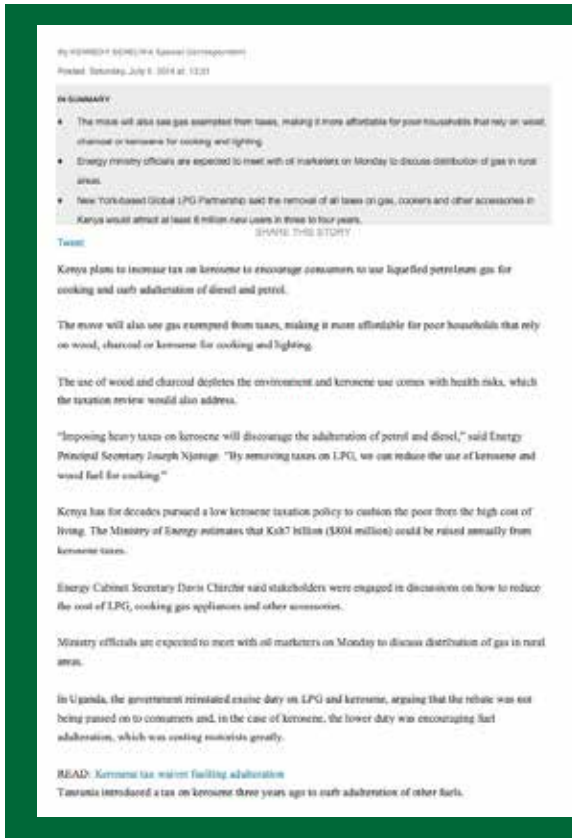 By KENNEDY Special Correspondent
Posted Saturday, July 5 2014 at 13:31
IN SUMMARY
The move will also see gas exempted from taxes, making it more affordable for poor households that rely on wood,
charcoal or kerosene for cooking and lighting.
Energy ministry officials are expected to meet with oil marketers on Monday to discuss distribution of gas in rural
areas.
New York-based Global LPG Partnership said the removal of all taxes on gas, cookers and other accessories in
Kenya would attract at least 6 million new users in three to four years.
SHARE THIS STORY
Tweet
Kenya plans to increase tax on kerosene to encourage consumers to use liquefied petroleum gas for
cooking and curb adulteration of diesel and petrol.
The move will also see gas exempted from taxes, making it more affordable for poor households that rely
on wood, charcoal or kerosene for cooking and lighting.
The use of wood and charcoal depletes the environment and kerosene use comes with health risks, which
the taxation review would also address.
“Imposing heavy taxes on kerosene will discourage the adulteration of petrol and diesel,” said Energy
Principal Secretary Joseph Njoroge. “By removing taxes on LPG, we can reduce the use of kerosene and
wood fuel for cooking.”
Kenya has for decades pursued a low kerosene taxation policy to cushion the poor from the high cost of
living. The Ministry of Energy estimates that Ksh7 billion ($804 million) could be raised annually from
kerosene taxes.
Energy Cabinet Secretary Davis Chirchir said stakeholders were engaged in discussions on how to reduce
the cost of LPG, cooking gas appliances and other accessories.
Ministry officials are expected to meet with oil marketers on Monday to discuss distribution of gas in rural
areas.
In Uganda, the government reinstated excise duty on LPG and kerosene, arguing that the rebate was not
being passed on to consumers and, in the case of kerosene, the lower duty was encouraging fuel
adulteration, which was costing motorists greatly.
READ: Kerosene tax waiver fuelling adulteration
Tanzania introduced a tax on kerosene three years ago to curb adulteration of other fuels.